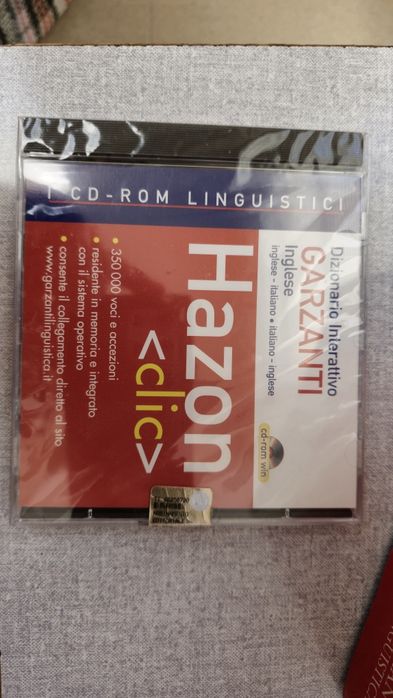 I CD-ROM LINGUISTICI
Dizionario Interattivo
GARZANTI
Inglese
inglese - italiano • italiano - inglese
cd-rom win
Hazon
<clic>
• 350 000 voci e accezioni
• residente in memoria e integrato
con il sistema operativo
• consente il collegamento diretto al sito
www.garzantilinguistica.it